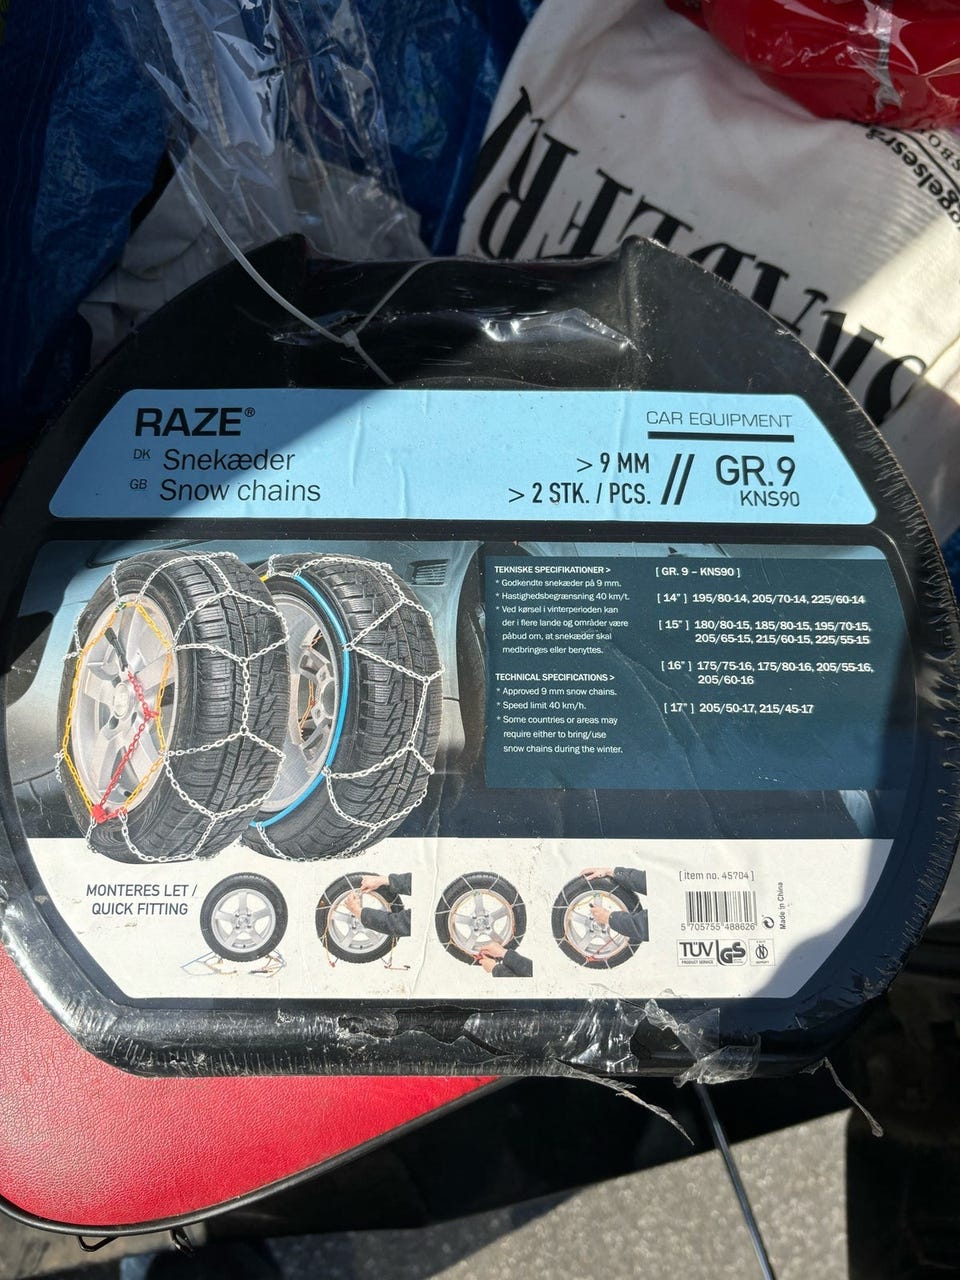 RAZE®
DK Snekæder
GB Snow chains
CAR EQUIPMENT
> 9 MM
> 2 STK. / PCS. // GR.9
KNS90
TEKNISKE SPECIFIKATIONER >
* Godkendte snekæder på 9 mm.
* Hastighedsbegrænsning 40 km/t.
* Ved kørsel i vinterperioden kan
der i flere lande og områder være
påbud om, at snekæder skal
medbringes eller benyttes.
TECHNICAL SPECIFICATIONS >
* Approved 9 mm snow chains.
* Speed limit 40 km/h.
* Some countries or areas may
require either to bring/use
snow chains during the winter.
[ GR. 9 – KNS90 ]
[ 14" ] 195/80-14, 205/70-14, 225/60-14
[ 15" ] 180/80-15, 185/80-15, 195/70-15,
205/65-15, 215/60-15, 225/55-15
[ 16" ] 175/75-16, 175/80-16, 205/55-16,
205/60-16
[ 17" ] 205/50-17, 215/45-17
MONTERES LET /
QUICK FITTING
[ item no. 45704 ]
5 705755 488626
Made in China
TÜV
PRODUCT SERVICE
GS